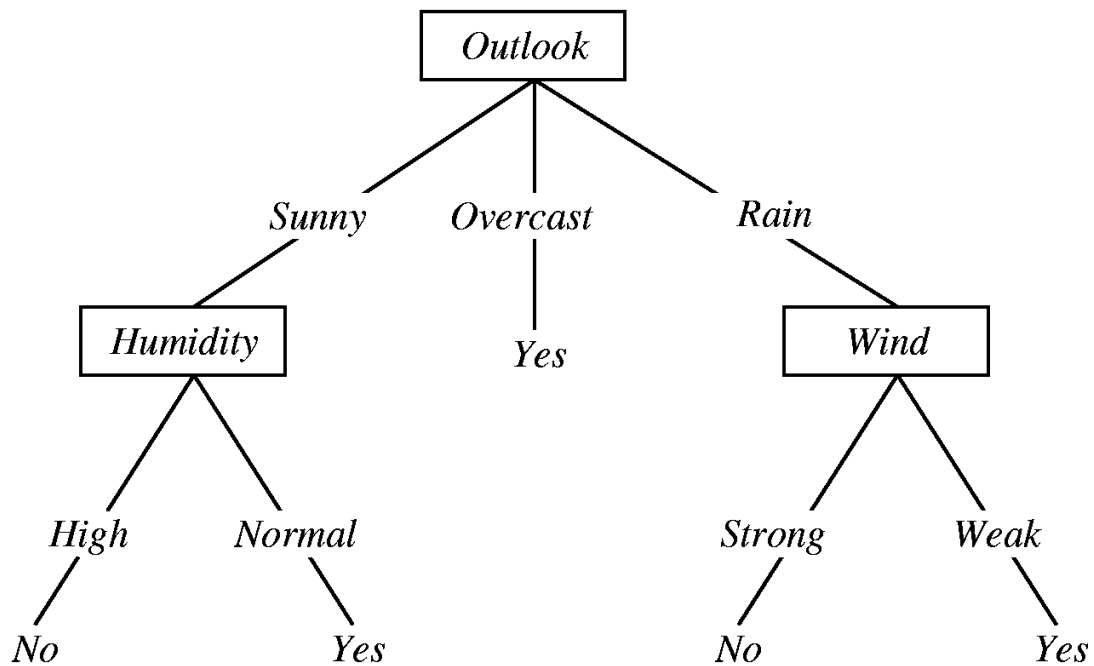 Outlook
Sunny Overcast Rain
Humidity Yes Wind
High Normal Strong Weak
No Yes No Yes